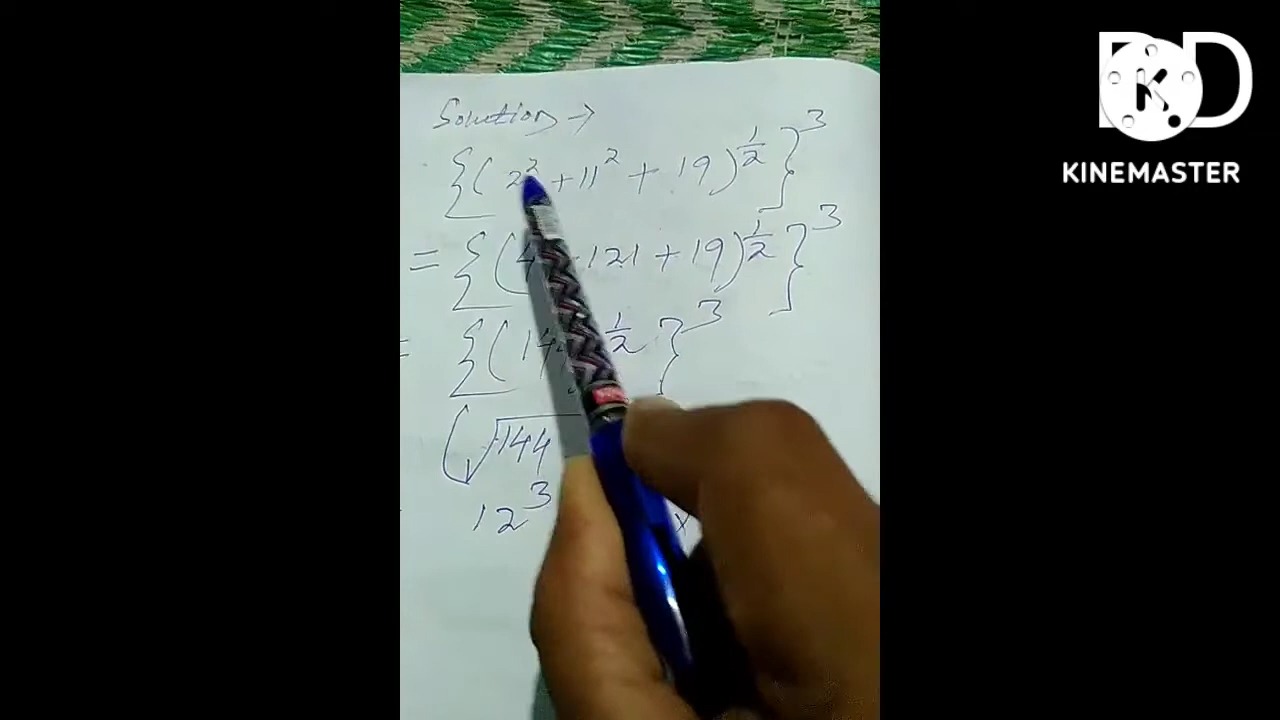 Solution →
{(2² + 11² + 19)^1/2}³
= {(4 + 121 + 19)^1/2}³
= {(144)^1/2}³
(√144
12³ ×
D D
K
KINEMASTER